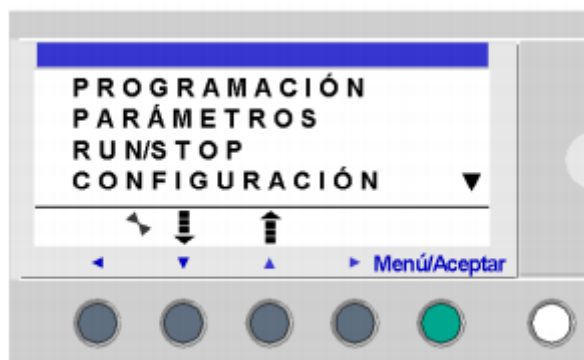 PROGRAMACIÓN
PARÁMETROS
RUN/STOP
CONFIGURACIÓN
Menú/Aceptar